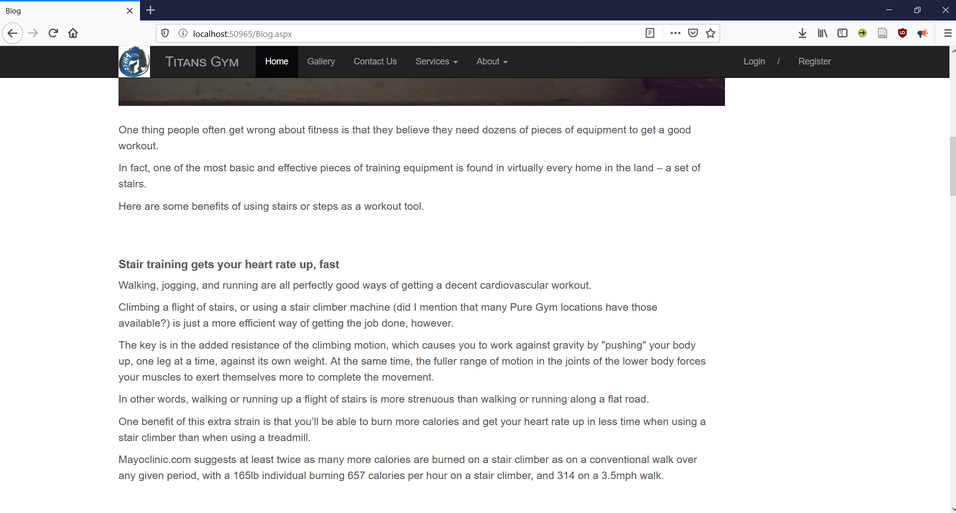 Blog
localhost:50965/Blog.aspx
TITANS GYM Home Gallery Contact Us Services About Login / Register
One thing people often get wrong about fitness is that they believe they need dozens of pieces of equipment to get a good
workout.
In fact, one of the most basic and effective pieces of training equipment is found in virtually every home in the land – a set of
stairs.
Here are some benefits of using stairs or steps as a workout tool.
Stair training gets your heart rate up, fast
Walking, jogging, and running are all perfectly good ways of getting a decent cardiovascular workout.
Climbing a flight of stairs, or using a stair climber machine (did I mention that many Pure Gym locations have those
available?) is just a more efficient way of getting the job done, however.
The key is in the added resistance of the climbing motion, which causes you to work against gravity by "pushing" your body
up, one leg at a time, against its own weight. At the same time, the fuller range of motion in the joints of the lower body forces
your muscles to exert themselves more to complete the movement.
In other words, walking or running up a flight of stairs is more strenuous than walking or running along a flat road.
One benefit of this extra strain is that you’ll be able to burn more calories and get your heart rate up in less time when using a
stair climber than when using a treadmill.
Mayoclinic.com suggests at least twice as many more calories are burned on a stair climber as on a conventional walk over
any given period, with a 165lb individual burning 657 calories per hour on a stair climber, and 314 on a 3.5mph walk.